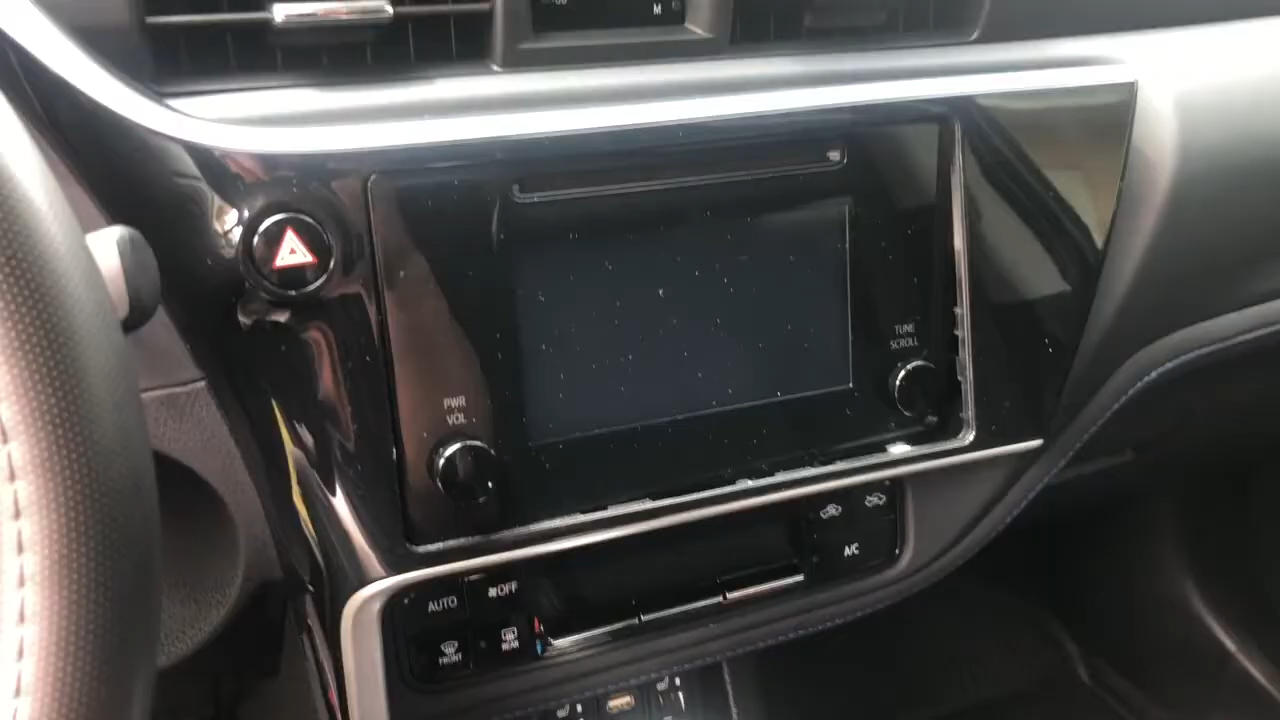 M
TUNE
SCROLL
PWR
VOL
A/C
AUTO
OFF
FRONT
REAR